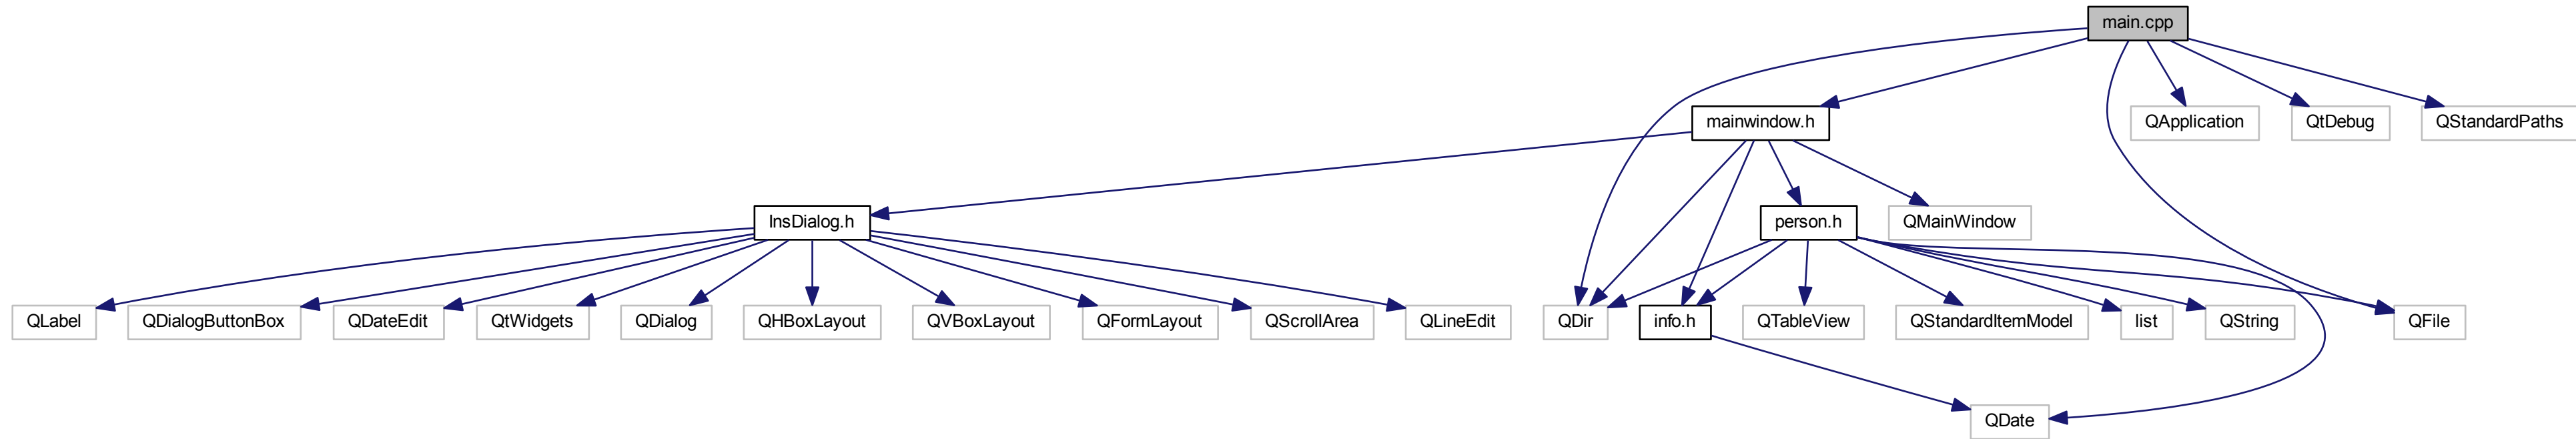 main.cpp
mainwindow.h
QApplication
QtDebug
QStandardPaths
InsDialog.h
person.h
QMainWindow
QLabel
QDialogButtonBox
QDateEdit
QtWidgets
QDialog
QHBoxLayout
QVBoxLayout
QFormLayout
QScrollArea
QLineEdit
QDir
info.h
QTableView
QStandardItemModel
list
QString
QFile
QDate